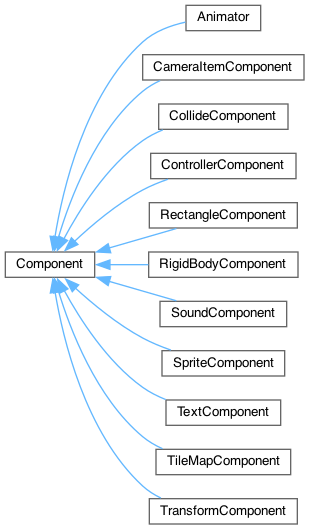 Animator
CameraItemComponent
CollideComponent
ControllerComponent
RectangleComponent
Component
RigidBodyComponent
SoundComponent
SpriteComponent
TextComponent
TileMapComponent
TransformComponent